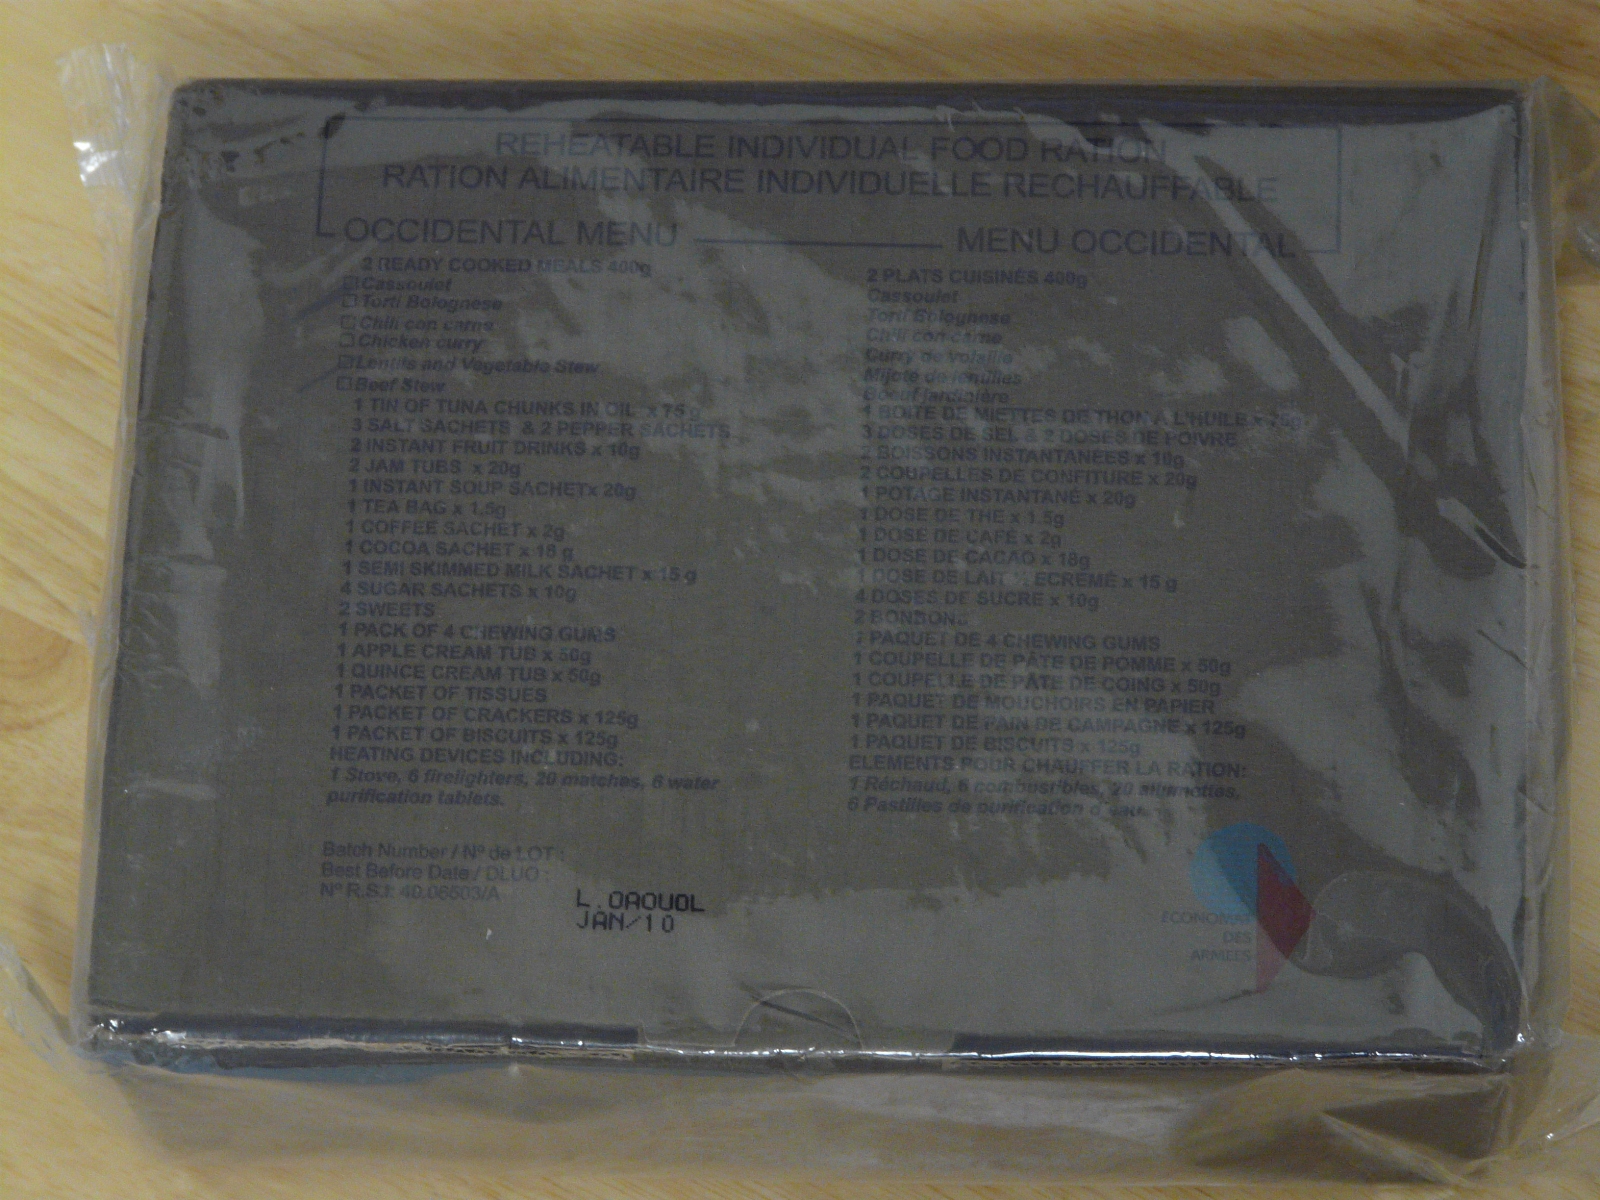 REHEATABLE INDIVIDUAL FOOD RATION
RATION ALIMENTAIRE INDIVIDUELLE RECHAUFFABLE
OCCIDENTAL MENU
2 READY COOKED MEALS 400g
Cassoulet
Torti Bolognese
Chili con carne
Chicken curry
Lentils and Vegetable Stew
Beef Stew
1 TIN OF TUNA CHUNKS IN OIL x 75 g
3 SALT SACHETS & 2 PEPPER SACHETS
2 INSTANT FRUIT DRINKS x 10g
2 JAM TUBS x 20g
1 INSTANT SOUP SACHETx 20g
1 TEA BAG x 1.5g
1 COFFEE SACHET x 2g
1 COCOA SACHET x 18 g
1 SEMI SKIMMED MILK SACHET x 15 g
4 SUGAR SACHETS x 10g
2 SWEETS
1 PACK OF 4 CHEWING GUMS
1 APPLE CREAM TUB x 50g
1 QUINCE CREAM TUB x 50g
1 PACKET OF TISSUES
1 PACKET OF CRACKERS x 125g
1 PACKET OF BISCUITS x 125g
HEATING DEVICES INCLUDING:
1 Stove, 6 firelighters, 20 matches, 6 water
purification tablets.
MENU OCCIDENTAL
2 PLATS CUISINÉS 400g
Cassoulet
Torti Bolognese
Chili con carne
Curry de volaille
Mijoté de lentilles
Boeuf jardinière
1 BOITE DE MIETTES DE THON A L'HUILE x 75g
3 DOSES DE SEL & 2 DOSES DE POIVRE
2 BOISSONS INSTANTANÉES x 10g
2 COUPELLES DE CONFITURE x 20g
1 POTAGE INSTANTANÉ x 20g
1 DOSE DE THE x 1.5g
1 DOSE DE CAFÉ x 2g
1 DOSE DE CACAO x 18g
1 DOSE DE LAIT ½ ECREMÉ x 15 g
4 DOSES DE SUCRE x 10g
2 BONBONS
1 PAQUET DE 4 CHEWING GUMS
1 COUPELLE DE PÂTE DE POMME x 50g
1 COUPELLE DE PÂTE DE COING x 50g
1 PAQUET DE MOUCHOIRS EN PAPIER
1 PAQUET DE PAIN DE CAMPAGNE x 125g
1 PAQUET DE BISCUITS x 125g
ELEMENTS POUR CHAUFFER LA RATION:
1 Réchaud, 6 combustibles, 20 allumettes,
6 Pastilles de purification d'eau.
Batch Number / N° de LOT :
Best Before Date / DLUO :
N° R.S.I: 40.06603/A
JAN/10
ECONOMAT
DES
ARMEES